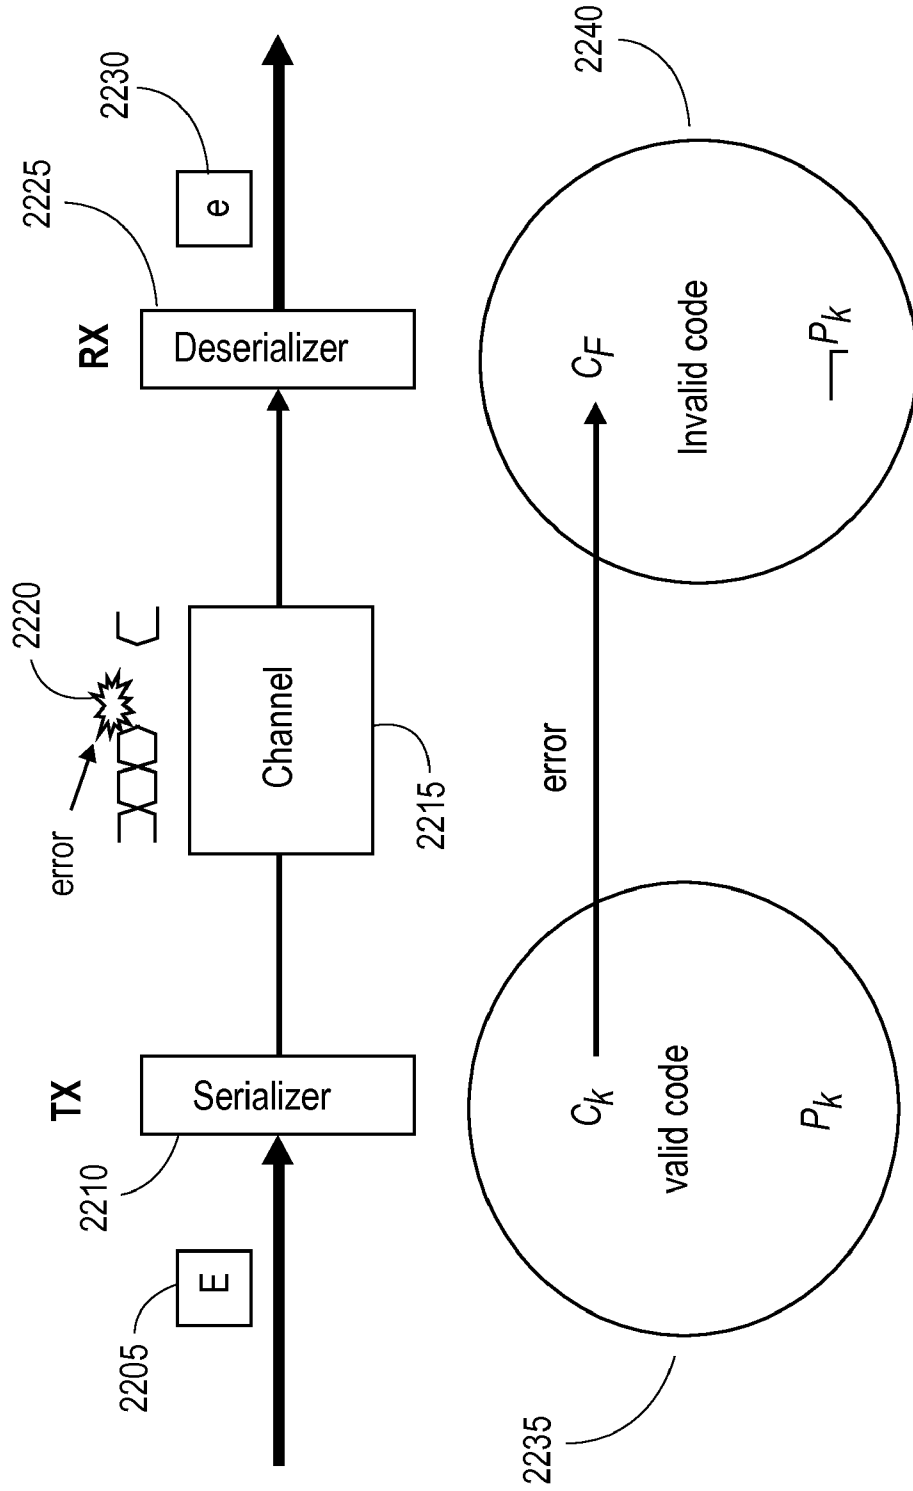 TX
RX
2205
E
2210
Serializer
error
2220
Channel
2215
2225
Deserializer
2230
e
2235
C_k
valid code
P_k
error
2240
C_F
Invalid code
¬P_k